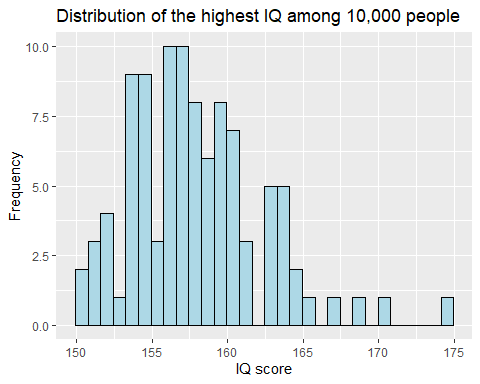 Distribution of the highest IQ among 10,000 people
10.0
7.5
5.0
2.5
0.0
Frequency
150 155 160 165 170 175
IQ score